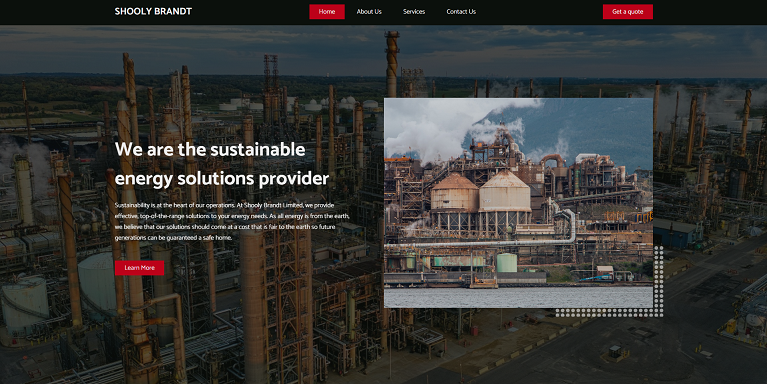 SHOOLY BRANDT
Home
About Us
Services
Contact Us
Get a quote
We are the sustainable
energy solutions provider
Sustainability is at the heart of our operations. At Shooly Brandt Limited, we provide
effective, top-of-the-range solutions to your energy needs. As all energy is from the earth,
we believe that our solutions should come at a cost that is fair to the earth so future
generations can be guaranteed a safe home.
Learn More